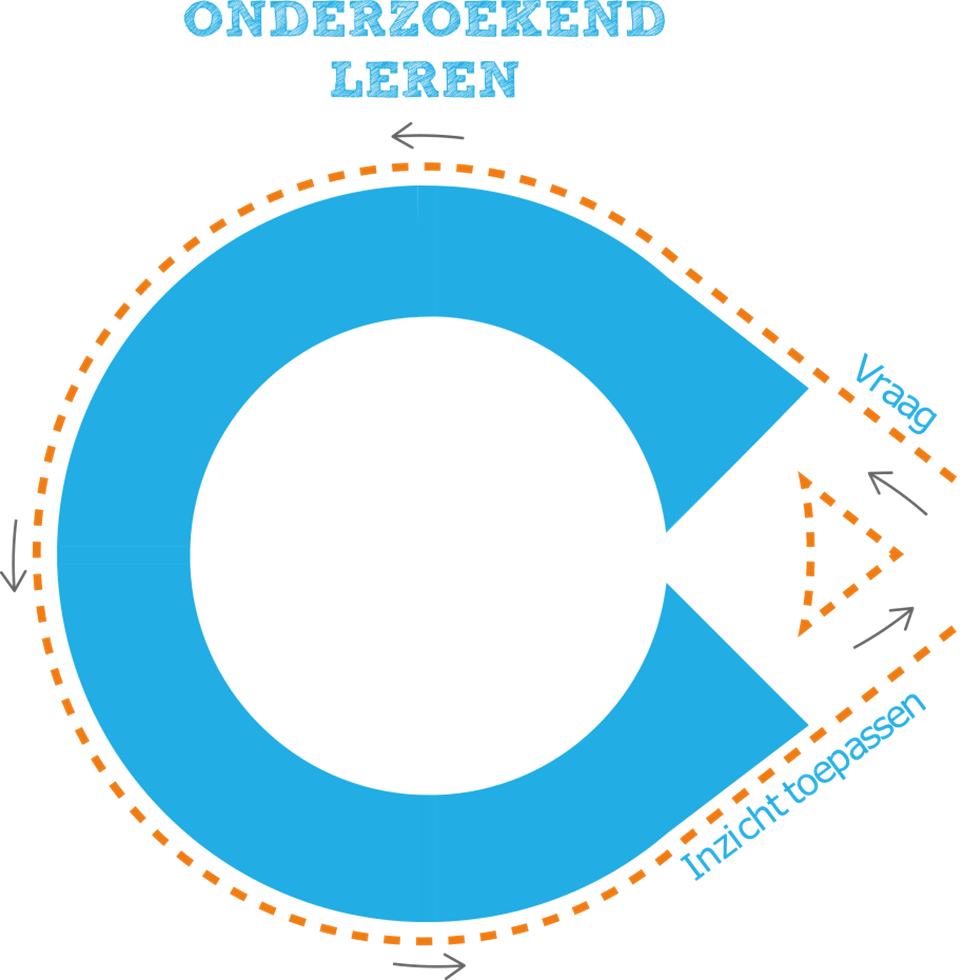 ONDERZOEKEND
LEREN
Vraag
Inzicht toepassen